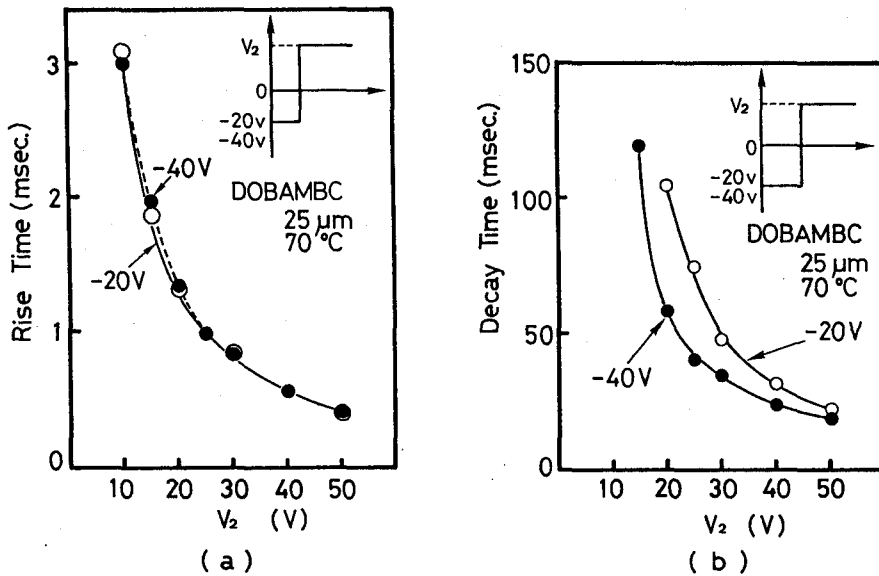 Rise Time (msec.)
3
2
1
0
10 20 30 40 50
V₂ (V)
(a)
V₂
0
-20v
-40v
-40V
DOBAMBC
25 µm
70 °C
-20V
Decay Time (msec.)
150
100
50
0
10 20 30 40 50
V₂ (V)
(b)
V₂
0
-20v
-40v
DOBAMBC
25 µm
70 °C
-20V
-40V